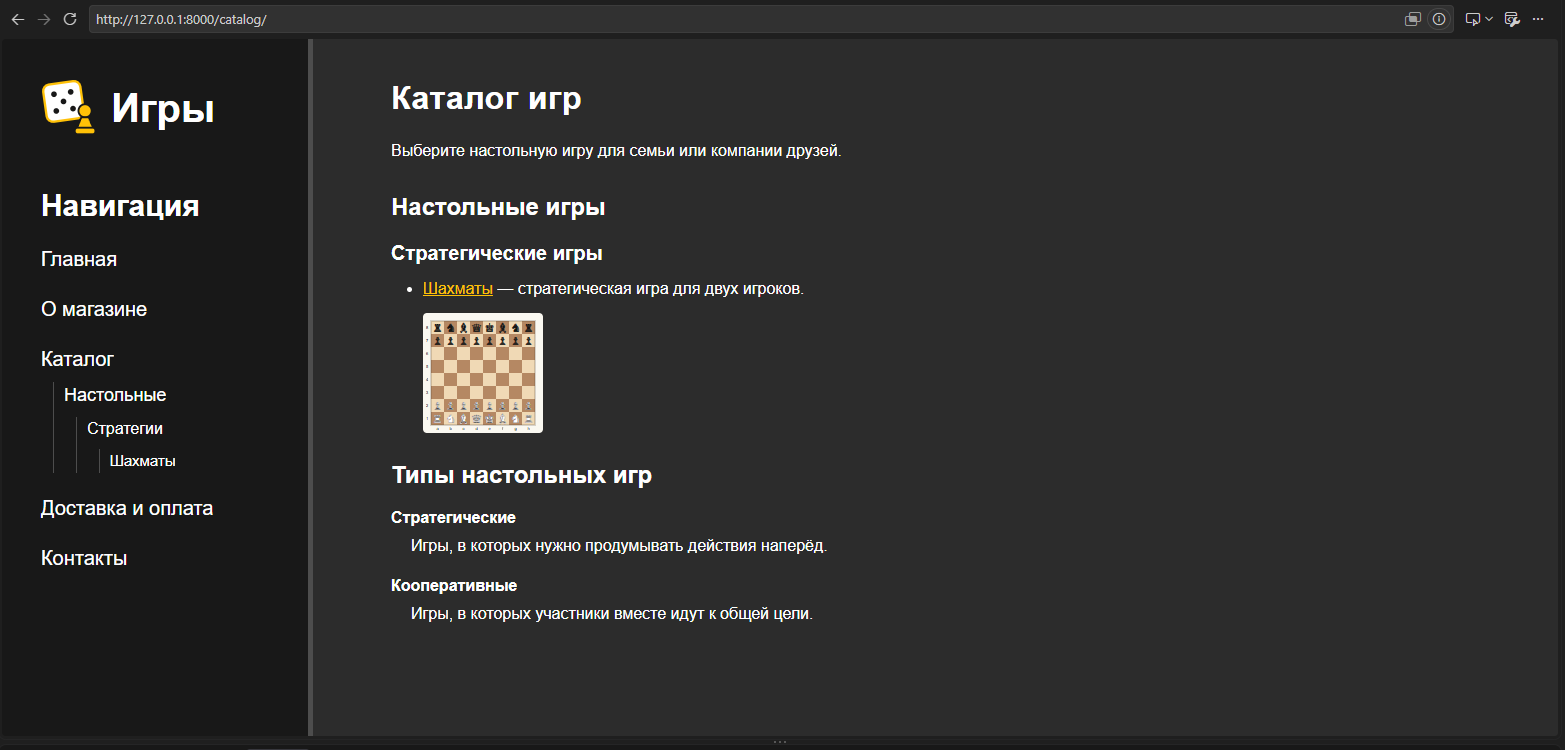 http://127.0.0.1:8000/catalog/
Игры
Навигация
Главная
О магазине
Каталог
Настольные
Стратегии
Шахматы
Доставка и оплата
Контакты
Каталог игр
Выберите настольную игру для семьи или компании друзей.
Настольные игры
Стратегические игры
Шахматы — стратегическая игра для двух игроков.
Типы настольных игр
Стратегические
Игры, в которых нужно продумывать действия наперёд.
Кооперативные
Игры, в которых участники вместе идут к общей цели.